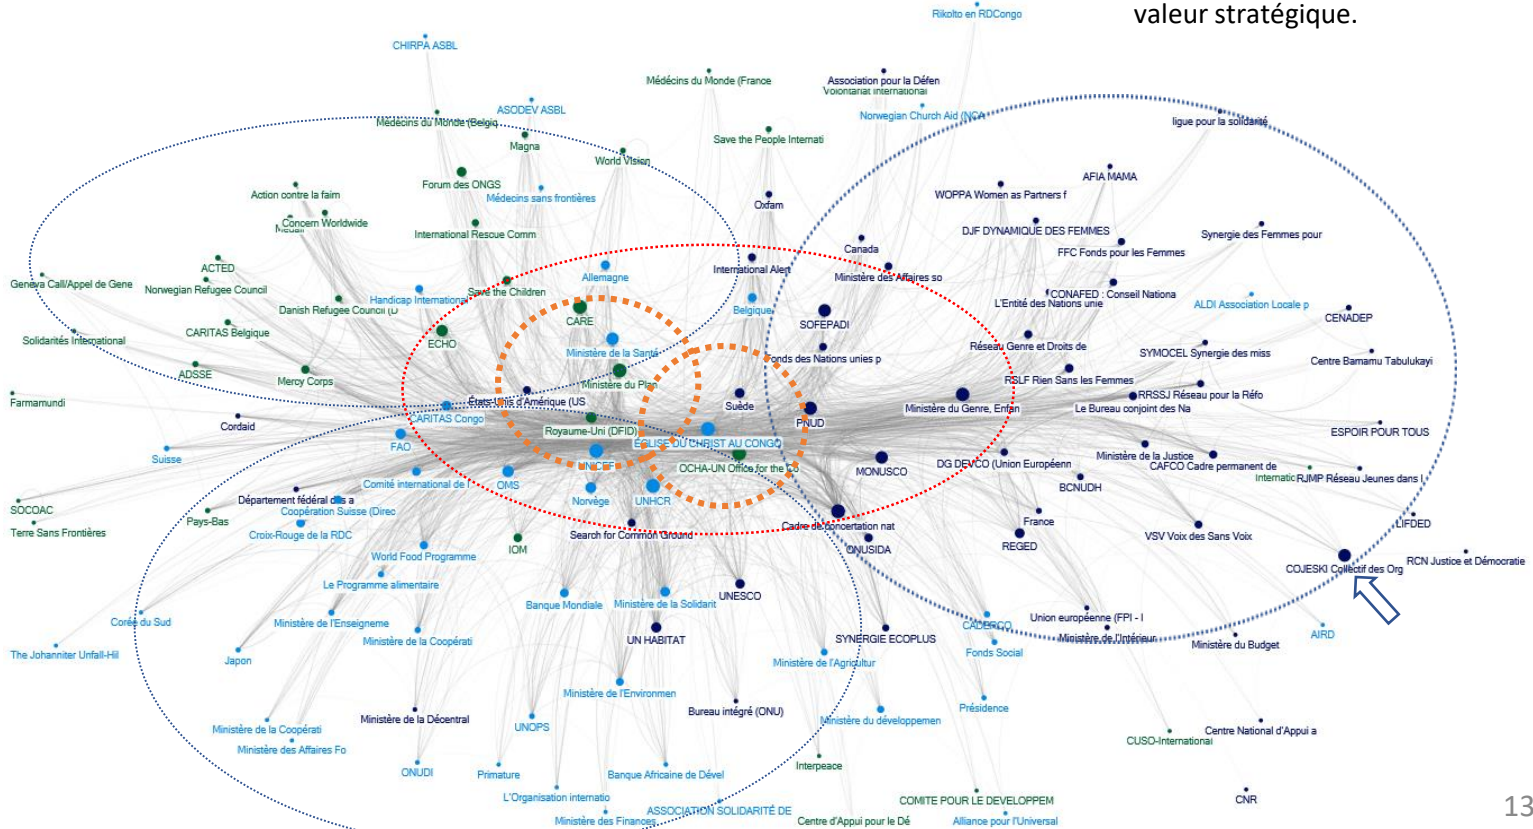 Rikolto en RDCongo
valeur stratégique.
CHIRPA ASBL
Médecins du Monde (France
Association pour la Défen
Volontariat International
ASODEV ASBL
Norwegian Church Aid (NCA
Médecins du Monde (Belgiq
ligue pour la solidarité
Magna
Save the People Internati
World Vision
AFIA MAMA
Forum des ONGS
Action contre la faim
Médecins sans frontières
WOPPA Women as Partners f
Oxfam
Concern Worldwide
International Rescue Comm
DJF DYNAMIQUE DES FEMMES
Synergie des Femmes pour
Canada
FFC Fonds pour les Femmes
ACTED
International Alert
Ministère des Affaires so
Allemagne
Geneva Call/Appel de Gene
Norwegian Refugee Council
Save the Children
CONAFED : Conseil Nationa
Handicap International
L'Entité des Nations unie
ALDI Association Locale p
Danish Refugee Council (D
Belgique
CARE
SOFEPADI
CENADEP
CARITAS Belgique
Solidarités International
ECHO
Réseau Genre et Droits de
Ministère de la Santé
Fonds des Nations unies p
SYMOCEL Synergie des miss
Centre Bamamu Tabulukayi
ADSSE
Mercy Corps
Ministère du Plan
RSLF Rien Sans les Femmes
RRSSJ Réseau pour la Réfo
Farmamundi
États-Unis d'Amérique (US
Suède
Ministère du Genre, Enfan
Le Bureau conjoint des Na
CARITAS Congo
Cordaid
PNUD
ESPOIR POUR TOUS
Royaume-Uni (DFID)
ÉGLISE DU CHRIST AU CONGO
FAO
Suisse
Ministère de la Justice
UNICEF
OCHA-UN Office for the Co
DG DEVCO (Union Européenn
CAFCO Cadre permanent de
MONUSCO
Internatic
RJMP Réseau Jeunes dans l
Comité international de l
OMS
BCNUDH
Norvège
UNHCR
Département fédéral des a
SOCOAC
Coopération Suisse (Direc
Pays-Bas
Cadre de concertation nat
France
LIFDED
Terre Sans Frontières
Croix-Rouge de la RDC
Search for Common Ground
ONUSIDA
REGED
VSV Voix des Sans Voix
IOM
World Food Programme
RCN Justice et Démocratie
COJESKI Collectif des Org
Le Programme alimentaire
UNESCO
Banque Mondiale
Ministère de la Solidarit
Union européenne (FPI - I
Corée du Sud
Ministère de l'Enseigneme
CADERCO
AIRD
Ministère de la Coopérati
UN HABITAT
SYNERGIE ECOPLUS
Ministère de l'Intérieur
Ministère du Budget
The Johanniter Unfall-Hil
Japon
Fonds Social
Ministère de l'Agricultur
Ministère de l'Environmen
Présidence
Ministère de la Décentral
Bureau intégré (ONU)
Ministère du développemen
Ministère de la Coopérati
UNOPS
Centre National d'Appui a
CUSO-International
Ministère des Affaires Fo
Interpeace
ONUDI
Primature
Banque Africaine de Dével
L'Organisation internatio
COMITE POUR LE DEVELOPPEM
CNR
ASSOCIATION SOLIDARITÉ DE
Ministère des Finances
Centre d'Appui pour le Dé
Alliance pour l'Universal
13